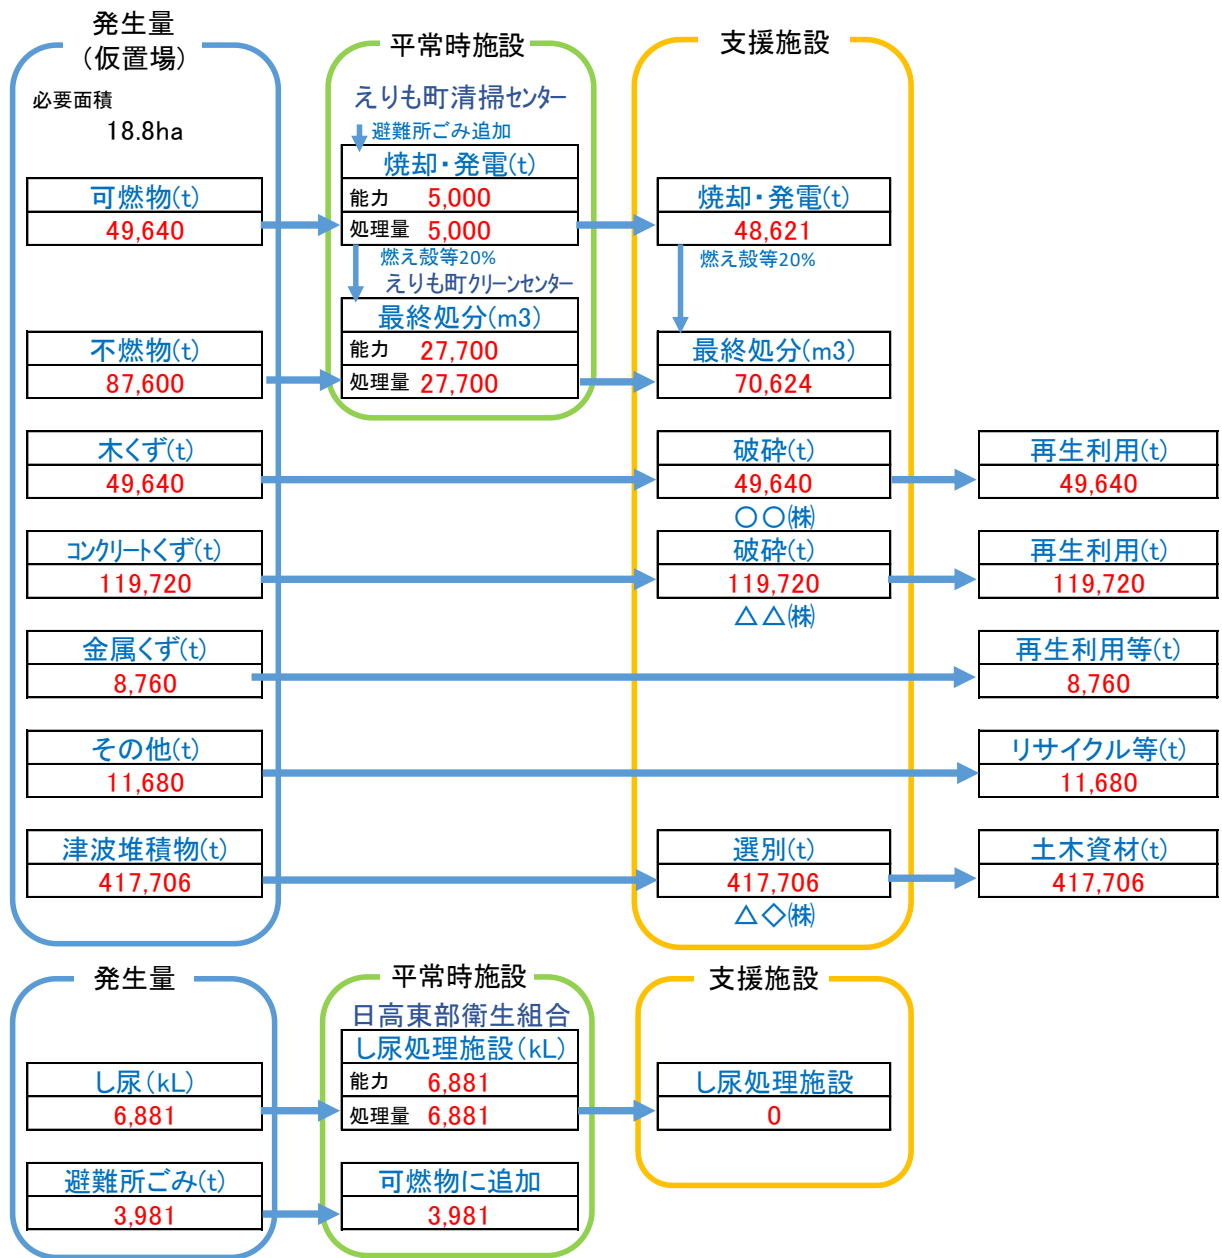 発生量
(仮置場)
必要面積
18.8ha
平常時施設
支援施設
えりも町清掃センター
避難所ごみ追加
可燃物(t)
49,640
焼却・発電(t)
能力 5,000
処理量 5,000
焼却・発電(t)
48,621
燃え殻等20%
燃え殻等20%
えりも町クリーンセンター
不燃物(t)
87,600
最終処分(m3)
能力 27,700
処理量 27,700
最終処分(m3)
70,624
木くず(t)
49,640
破砕(t)
49,640
○○㈱
再生利用(t)
49,640
コンクリートくず(t)
119,720
破砕(t)
119,720
△△㈱
再生利用(t)
119,720
金属くず(t)
8,760
再生利用等(t)
8,760
その他(t)
11,680
リサイクル等(t)
11,680
津波堆積物(t)
417,706
選別(t)
417,706
△◇㈱
土木資材(t)
417,706
発生量
平常時施設
支援施設
日高東部衛生組合
し尿(kL)
6,881
し尿処理施設(kL)
能力 6,881
処理量 6,881
し尿処理施設
0
避難所ごみ(t)
3,981
可燃物に追加
3,981